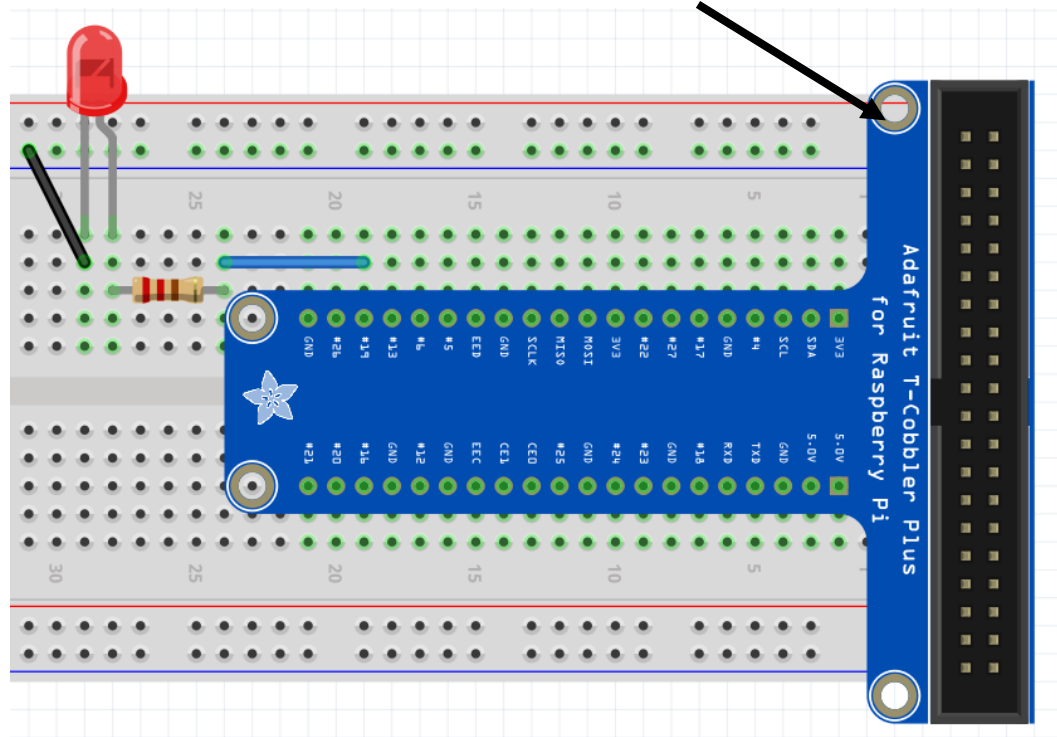 25 20 15 10 5
GND #26 #19 #13 #6 #5 EED GND SCLK MISO MOSI 3V3 #22 #27 #17 GND #4 SCL SDA 3V3
#21 #20 #16 GND #12 GND EEC CE1 CE0 #25 GND #24 #23 GND #18 RXD TXD GND 5.0V 5.0V
Adafruit T-Cobbler Plus
for Raspberry Pi
30 25 20 15 10 5